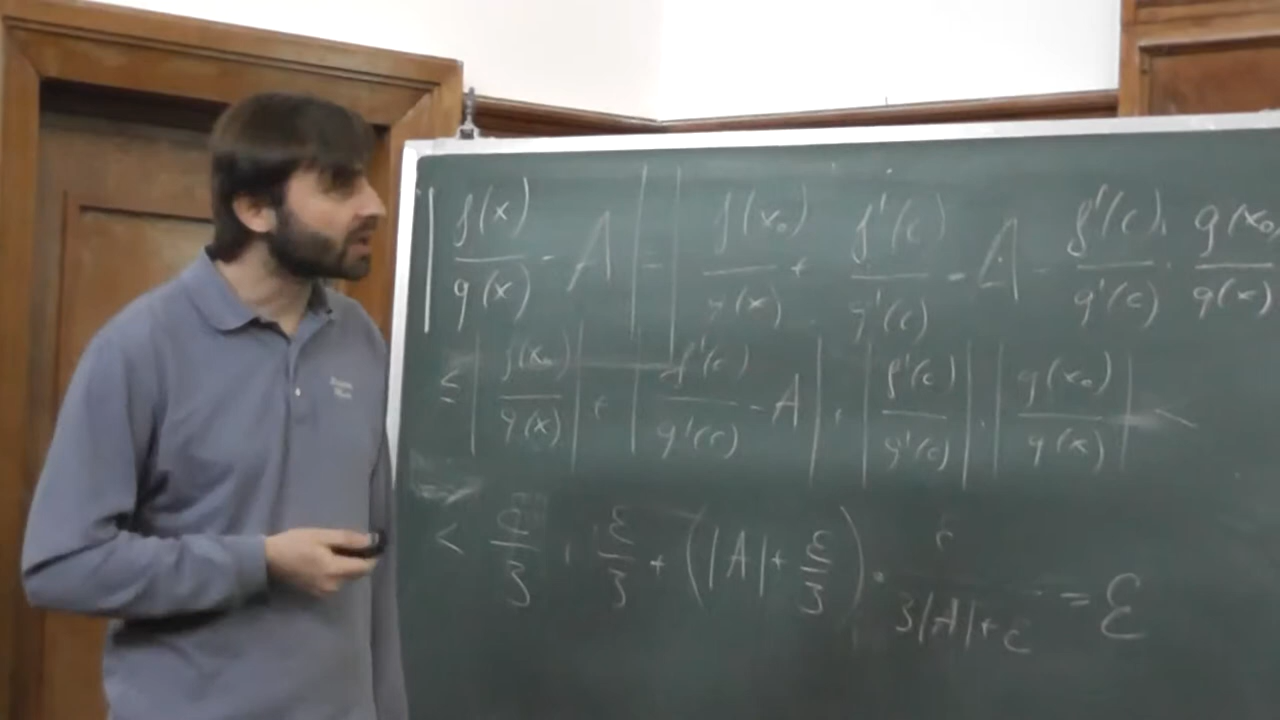 | f(x)/g(x) - A | = | f(x₀)/g(x) + f'(c)/g'(c) - A - f'(c)/g'(c) · g(x₀)/g(x)
≤ | f(x₀)/g(x) | + | f'(c)/g'(c) - A | + | f'(c)/g'(c) | · | g(x₀)/g(x) |
< ε/3 + ε/3 + ( |A| + ε/3 ) · ε/(3|A| + ε) = ε